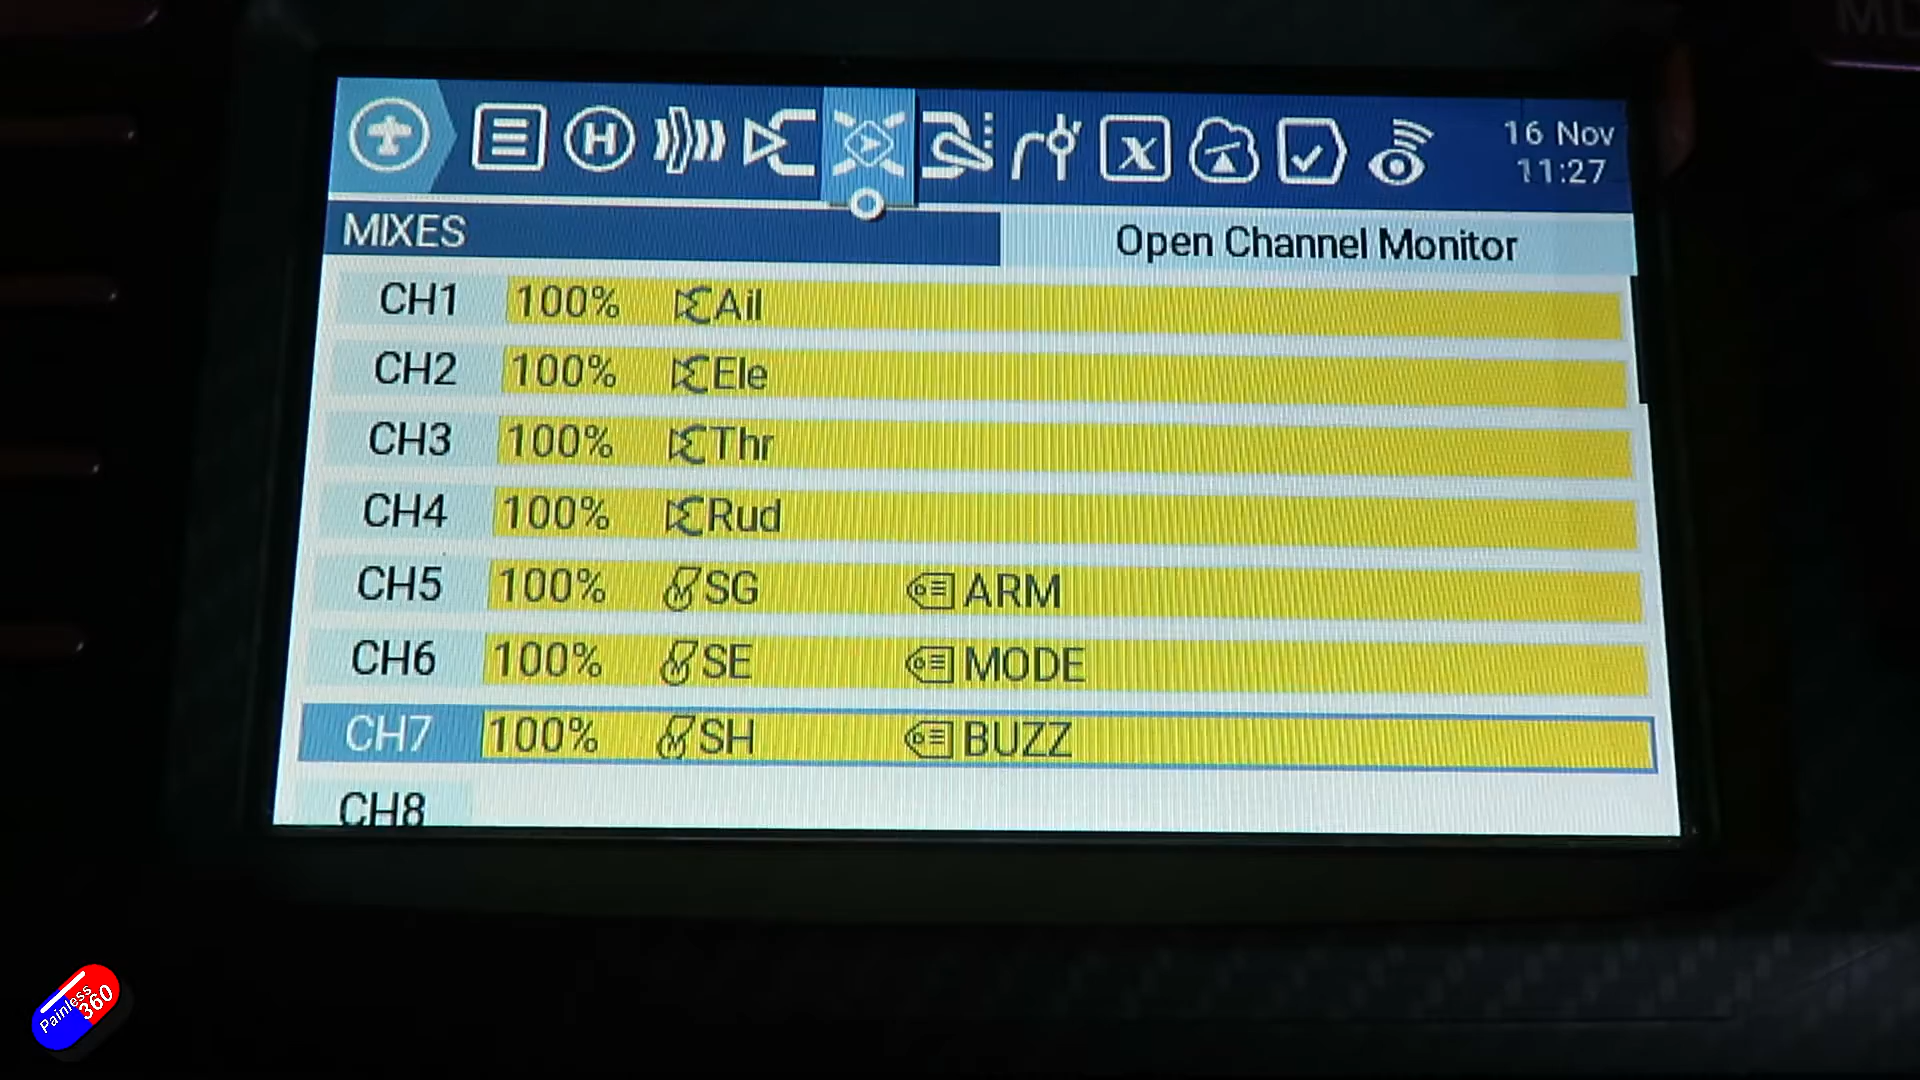 16 Nov
11:27
MIXES
Open Channel Monitor
CH1 100% Ail
CH2 100% Ele
CH3 100% Thr
CH4 100% Rud
CH5 100% SG ARM
CH6 100% SE MODE
CH7 100% SH BUZZ
CH8
Painless
360